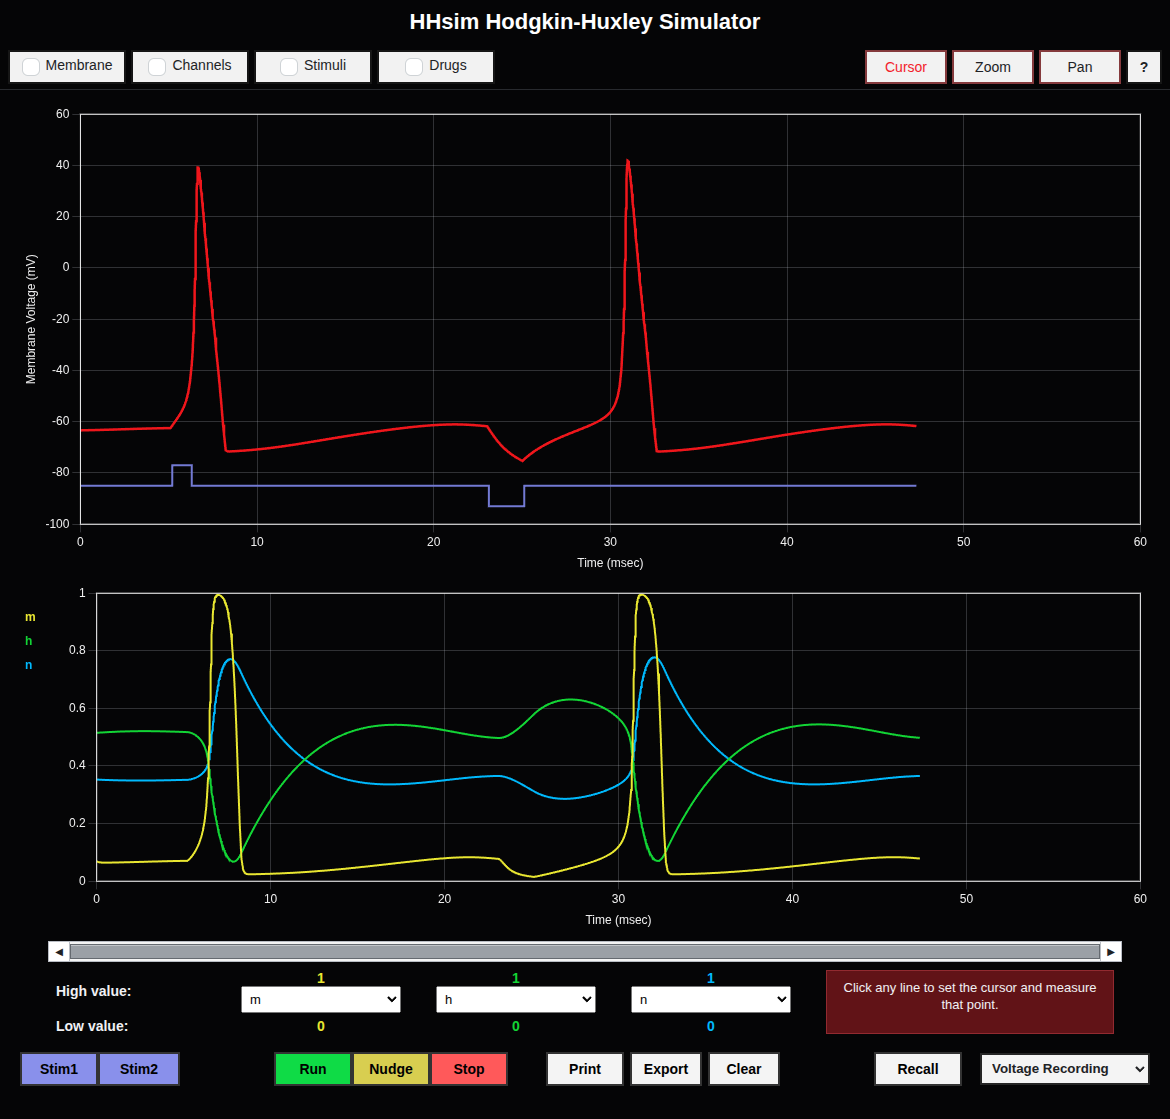 HHsim Hodgkin-Huxley Simulator
Membrane Channels Stimuli Drugs Cursor Zoom Pan ?
60
40
20
0
-20
-40
-60
-80
-100
Membrane Voltage (mV)
0 10 20 30 40 50 60
Time (msec)
m
h
n
1
0.8
0.6
0.4
0.2
0
0 10 20 30 40 50 60
Time (msec)
High value: 1 1 1
m h n
Low value: 0 0 0
Click any line to set the cursor and measure
that point.
Stim1 Stim2 Run Nudge Stop Print Export Clear Recall Voltage Recording